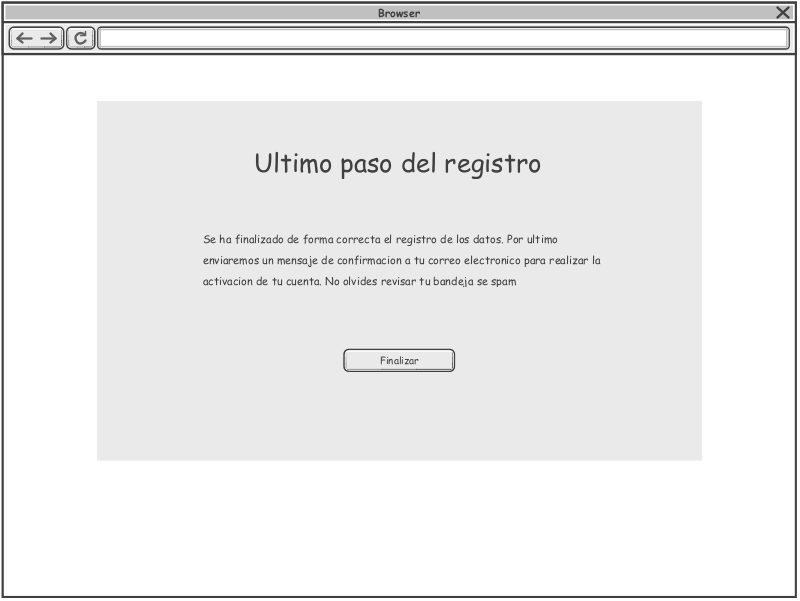 Browser
Ultimo paso del registro
Se ha finalizado de forma correcta el registro de los datos. Por ultimo
enviaremos un mensaje de confirmacion a tu correo electronico para realizar la
activacion de tu cuenta. No olvides revisar tu bandeja se spam
Finalizar